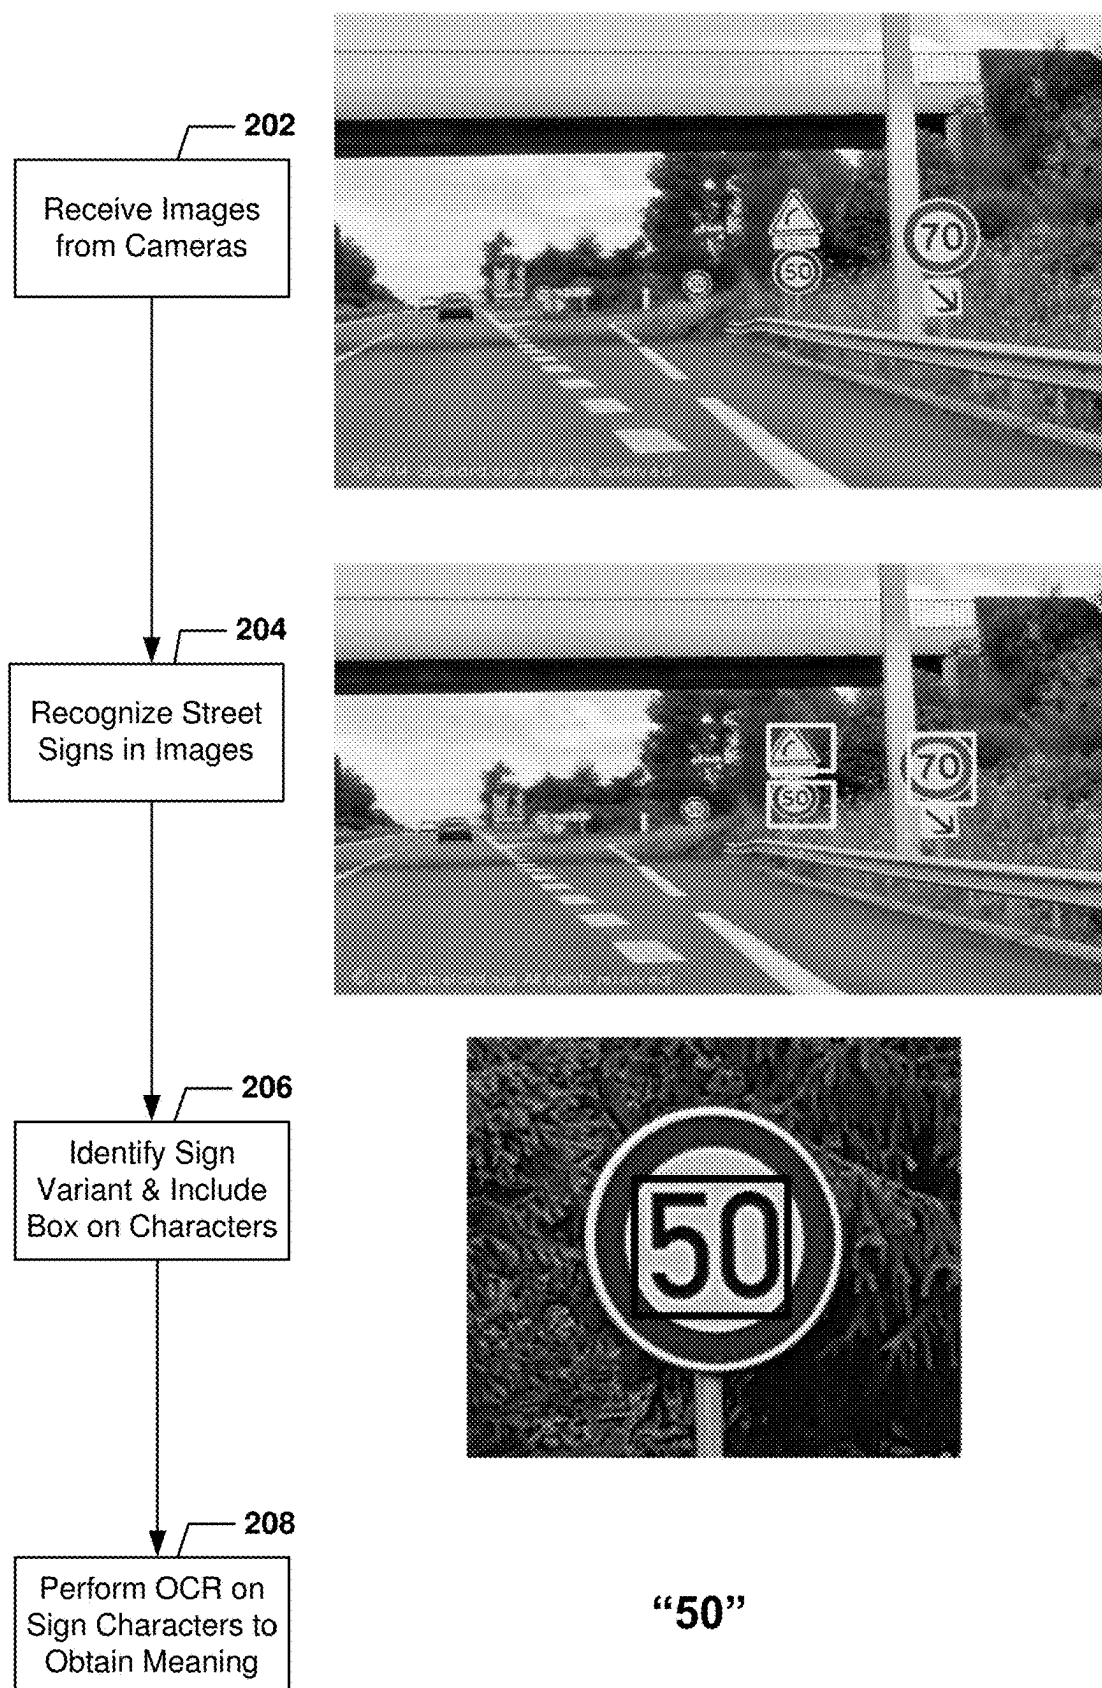 202
Receive Images
from Cameras
70
50
204
Recognize Street
Signs in Images
70
50
206
Identify Sign
Variant & Include
Box on Characters
50
208
Perform OCR on
Sign Characters to
Obtain Meaning
“50”